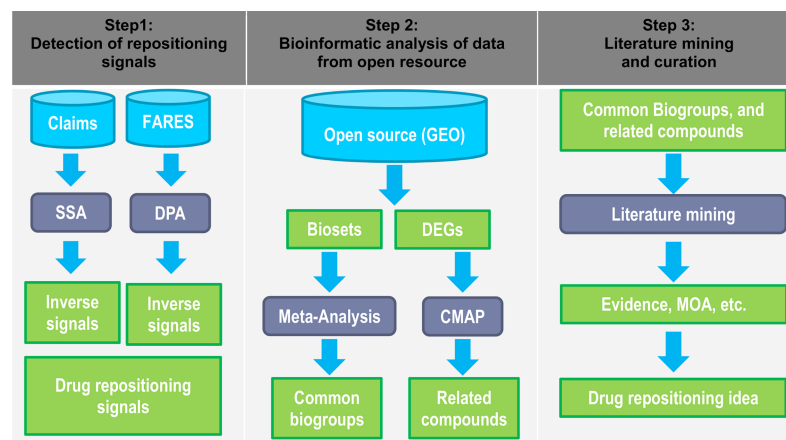 Step1:
Detection of repositioning
signals
Step 2:
Bioinformatic analysis of data
from open resource
Step 3:
Literature mining
and curation
Claims
FARES
SSA
DPA
Inverse
signals
Inverse
signals
Drug repositioning
signals
Open source (GEO)
Biosets
DEGs
Meta-Analysis
CMAP
Common
biogroups
Related
compounds
Common Biogroups, and
related compounds
Literature mining
Evidence, MOA, etc.
Drug repositioning idea